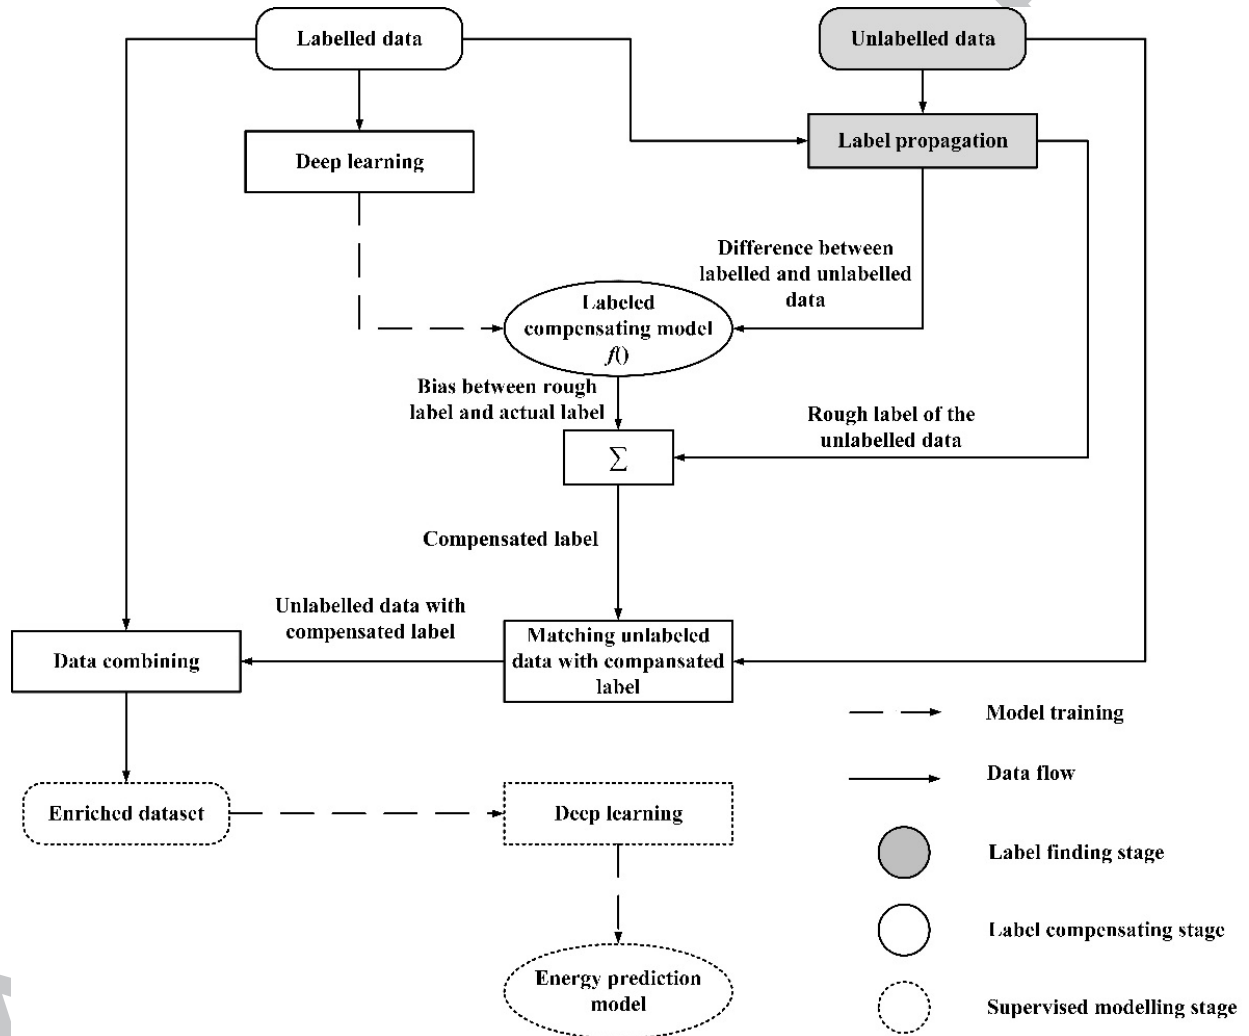 Labelled data
Unlabelled data
Deep learning
Label propagation
Difference between
labelled and unlabelled
data
Labeled
compensating model
f()
Bias between rough
label and actual label
Rough label of the
unlabelled data
∑
Compensated label
Unlabelled data with
compensated label
Data combining
Matching unlabeled
data with compansated
label
Model training
Data flow
Enriched dataset
Deep learning
Label finding stage
Label compensating stage
Energy prediction
model
Supervised modelling stage